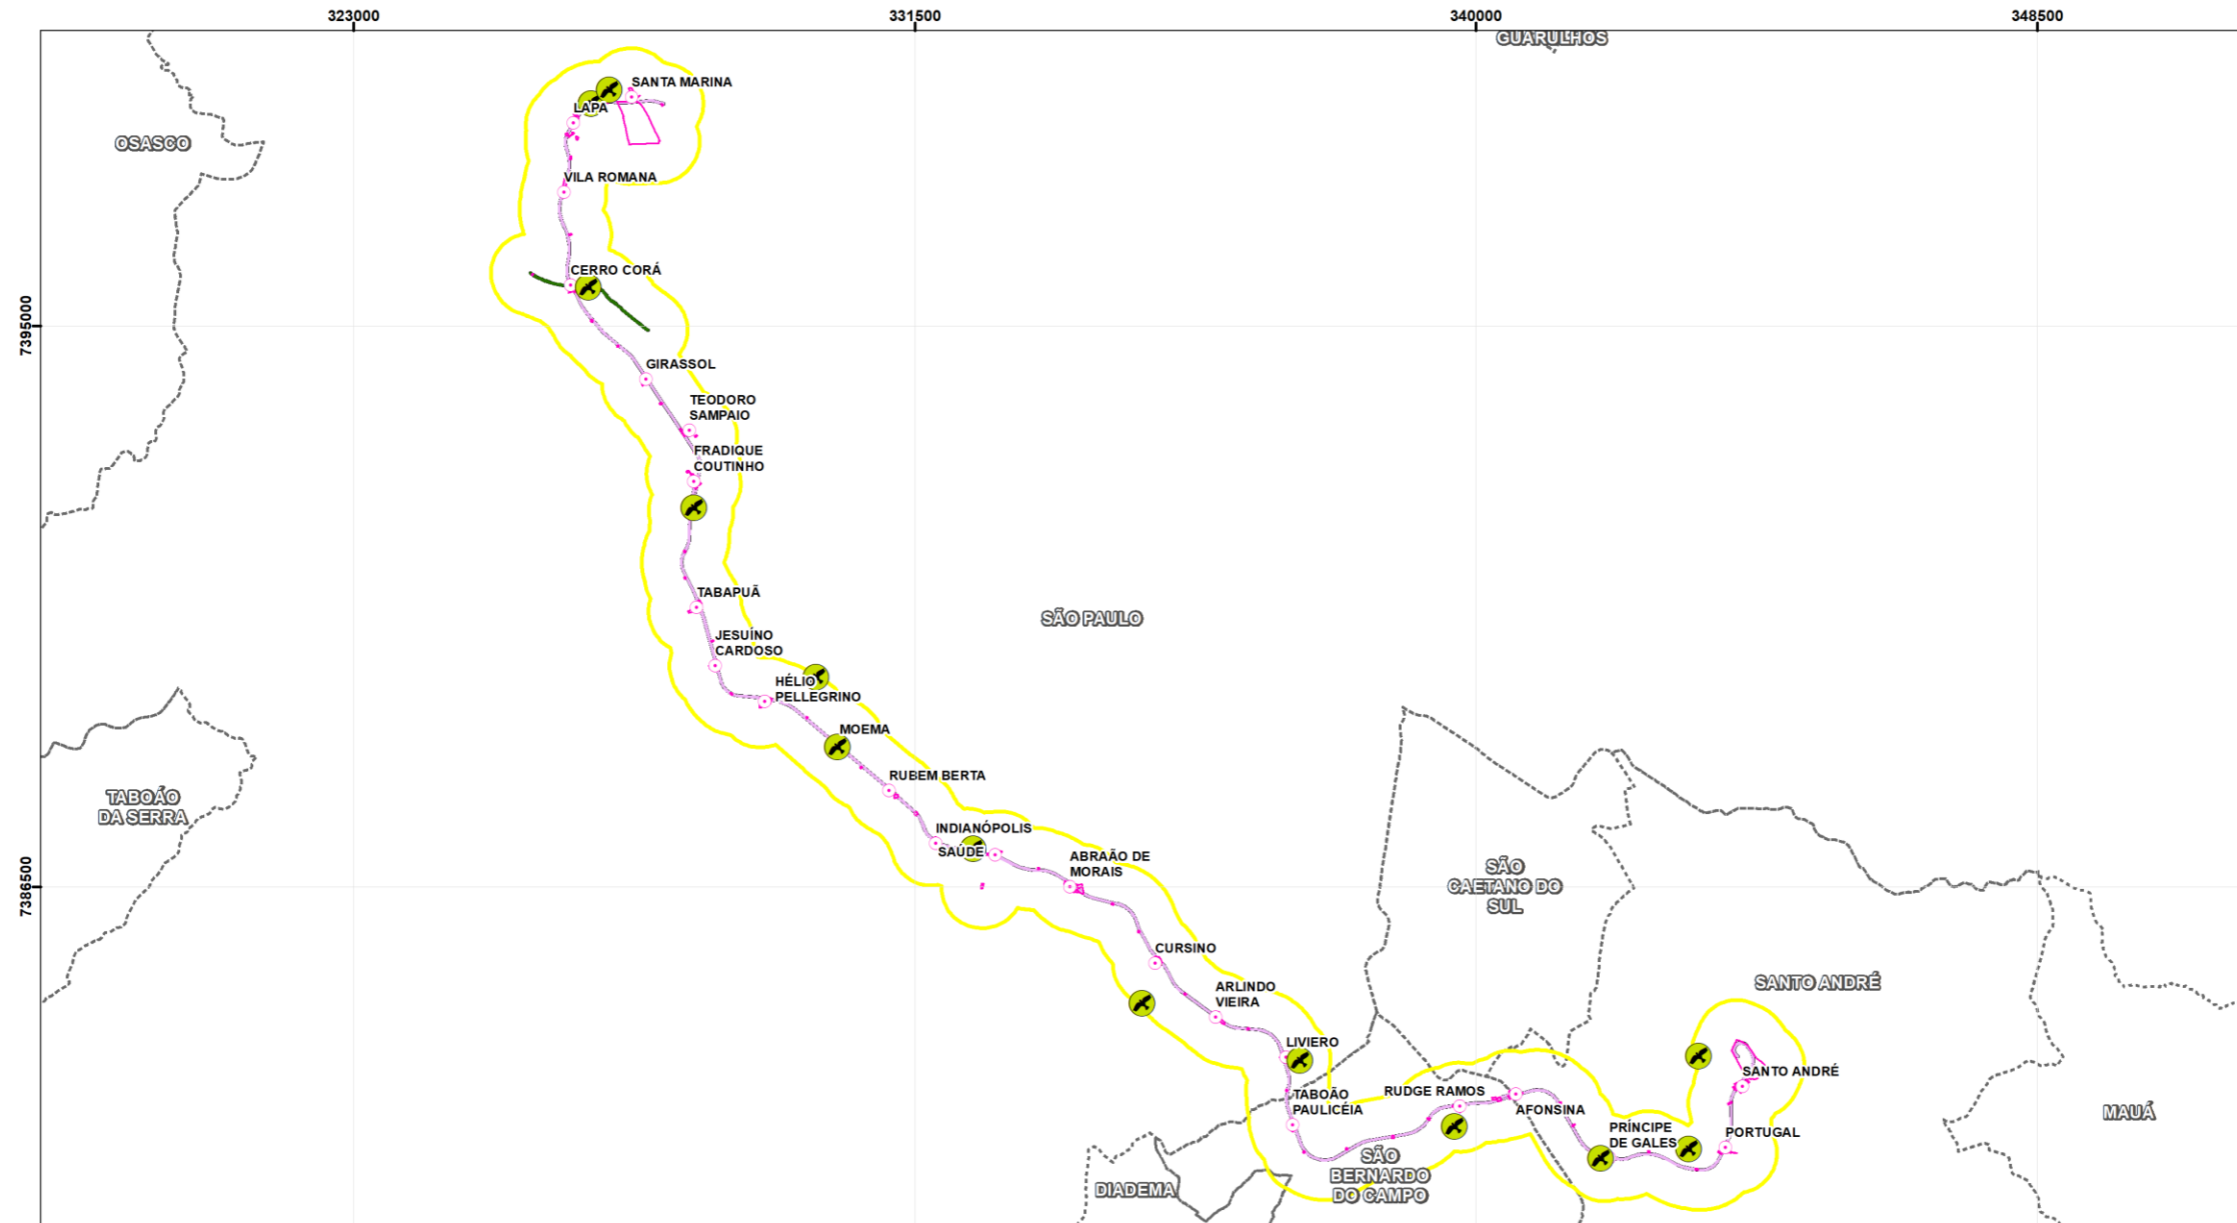 323000
331500
340000
348500
GUARULHOS
SANTA MARINA
LAPA
OSASCO
VILA ROMANA
CERRO CORÁ
7395000
GIRASSOL
TEODORO
SAMPAIO
FRADIQUE
COUTINHO
TABAPUÃ
SÃO PAULO
JESUÍNO
CARDOSO
HÉLIO
PELLEGRINO
MOEMA
RUBEM BERTA
TABOÃO
DA SERRA
INDIANÓPOLIS
SAÚDE
ABRAÃO DE
MORAIS
7386500
SÃO
CAETANO DO
SUL
CURSINO
SANTO ANDRÉ
ARLINDO
VIEIRA
LIVIERO
SANTO ANDRÉ
TABOÃO
PAULICÉIA
RUDGE RAMOS
AFONSINA
MAUÁ
PRÍNCIPE
DE GALES
PORTUGAL
SÃO
BERNARDO
DO CAMPO
DIADEMA